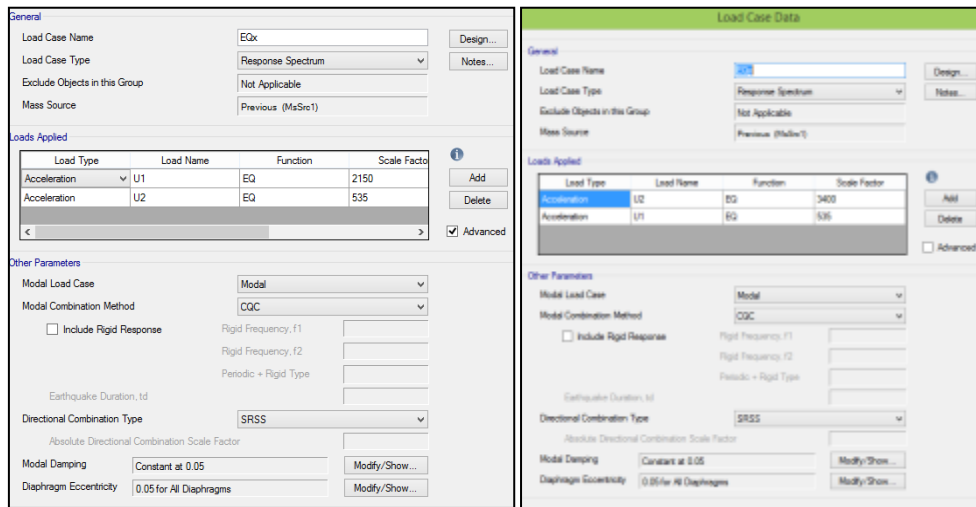 General
Load Case Name EQx Design...
Load Case Type Response Spectrum Notes...
Exclude Objects in this Group Not Applicable
Mass Source Previous (MsSrc1)
Loads Applied
Load Type Load Name Function Scale Facto
Acceleration U1 EQ 2150 Add
Acceleration U2 EQ 535 Delete
< > Advanced
Other Parameters
Modal Load Case Modal
Modal Combination Method CQC
Include Rigid Response Rigid Frequency, f1
Rigid Frequency, f2
Periodic + Rigid Type
Earthquake Duration, td
Directional Combination Type SRSS
Absolute Directional Combination Scale Factor
Modal Damping Constant at 0.05 Modify/Show...
Diaphragm Eccentricity 0.05 for All Diaphragms Modify/Show...
Load Case Data
General
Load Case Name Design...
Load Case Type Response Spectrum Notes...
Exclude Objects in this Group Not Applicable
Mass Source Previous (MsSrc1)
Loads Applied
Load Type Load Name Function Scale Factor
Acceleration U2 EQ 3400 Add
Acceleration U1 EQ 535 Delete
Advanced
Other Parameters
Modal Load Case Modal
Modal Combination Method CQC
Include Rigid Response Rigid Frequency, f1
Rigid Frequency, f2
Periodic + Rigid Type
Earthquake Duration, td
Directional Combination Type SRSS
Absolute Directional Combination Scale Factor
Modal Damping Constant at 0.05 Modify/Show...
Diaphragm Eccentricity 0.05 for All Diaphragms Modify/Show...